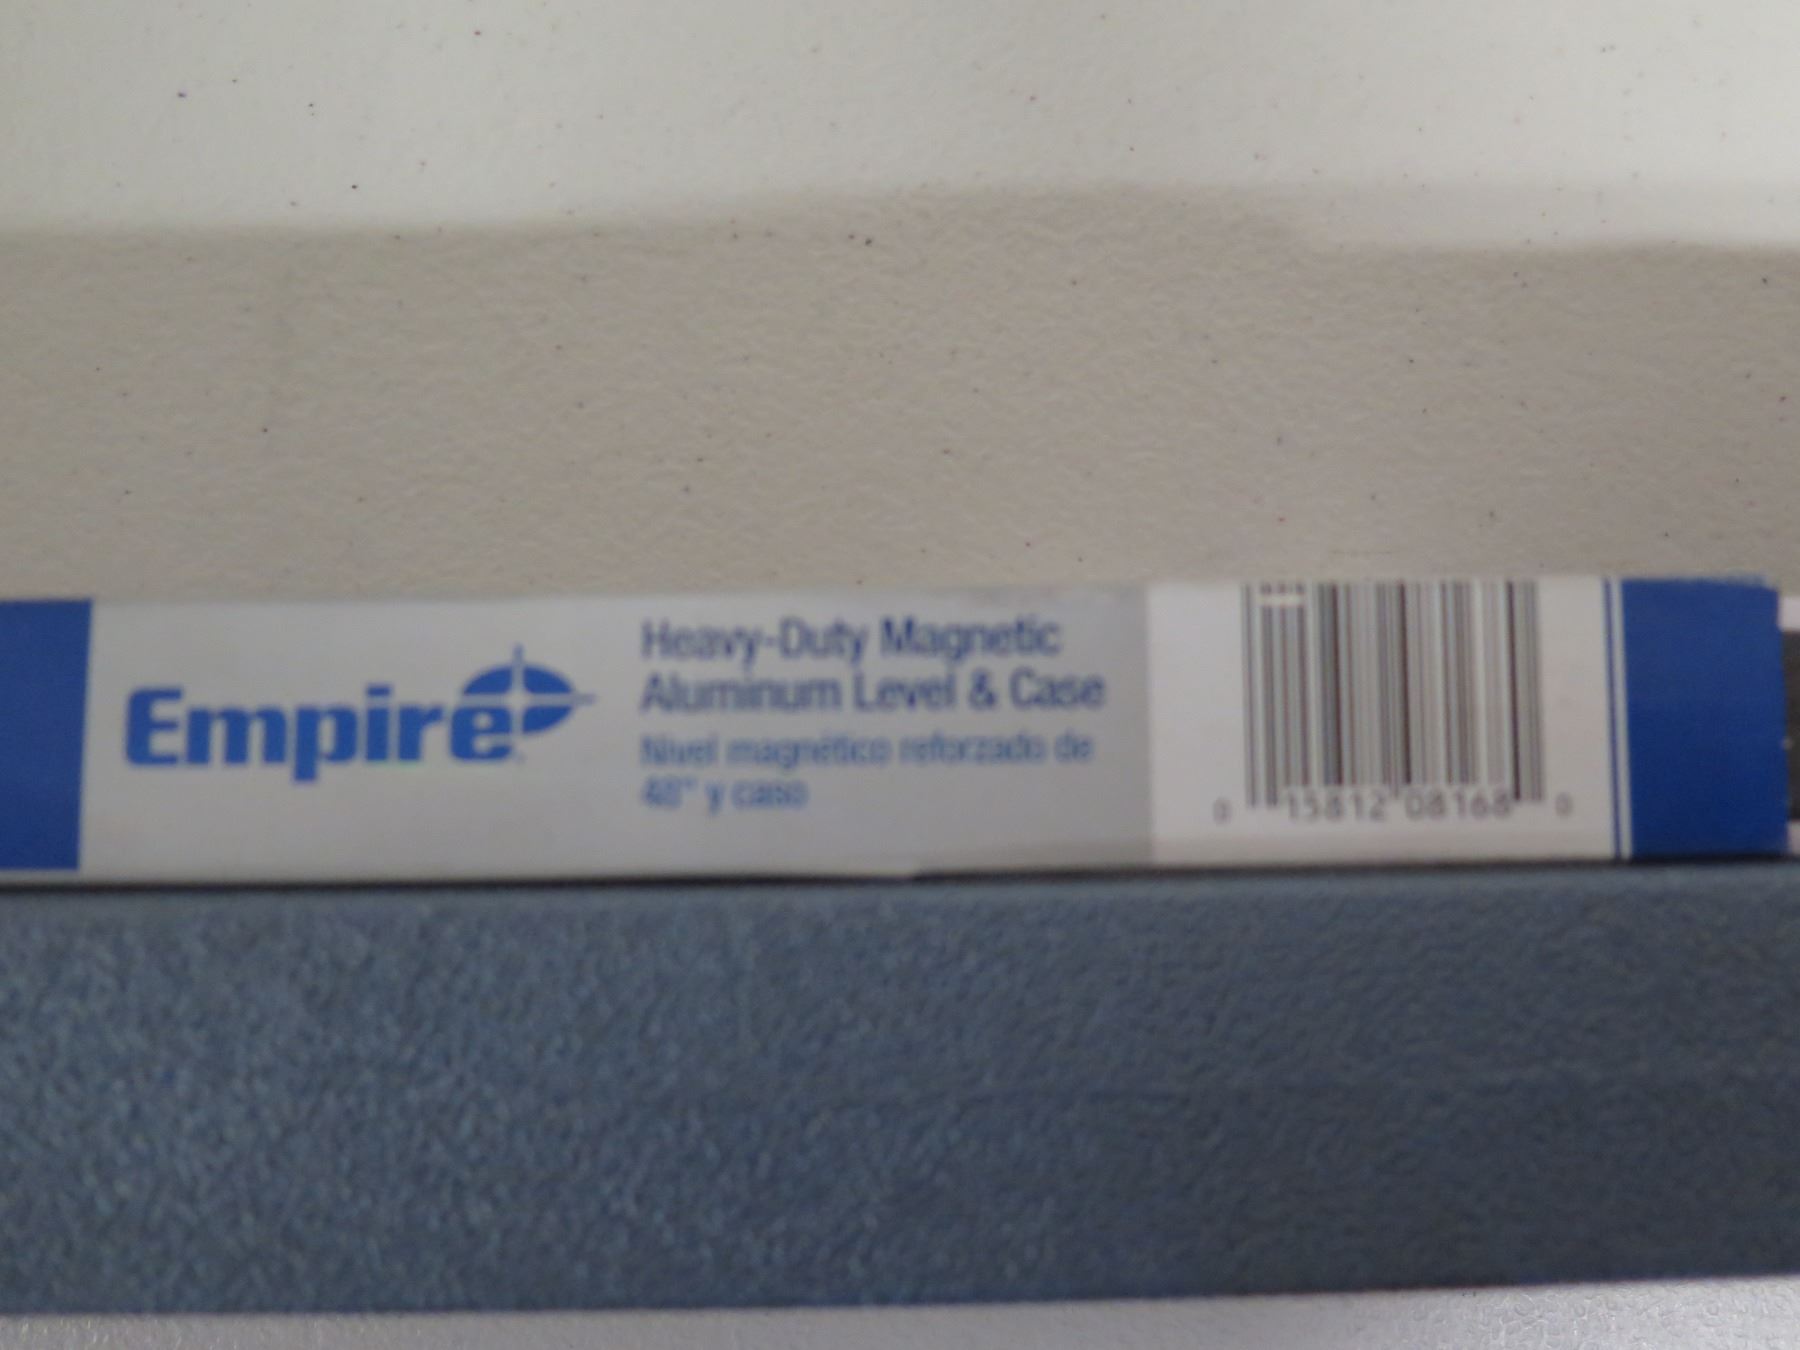 Empire
Heavy-Duty Magnetic
Aluminum Level & Case
Nivel magnético reforzado de
48" y caso
0 15812 08168 0